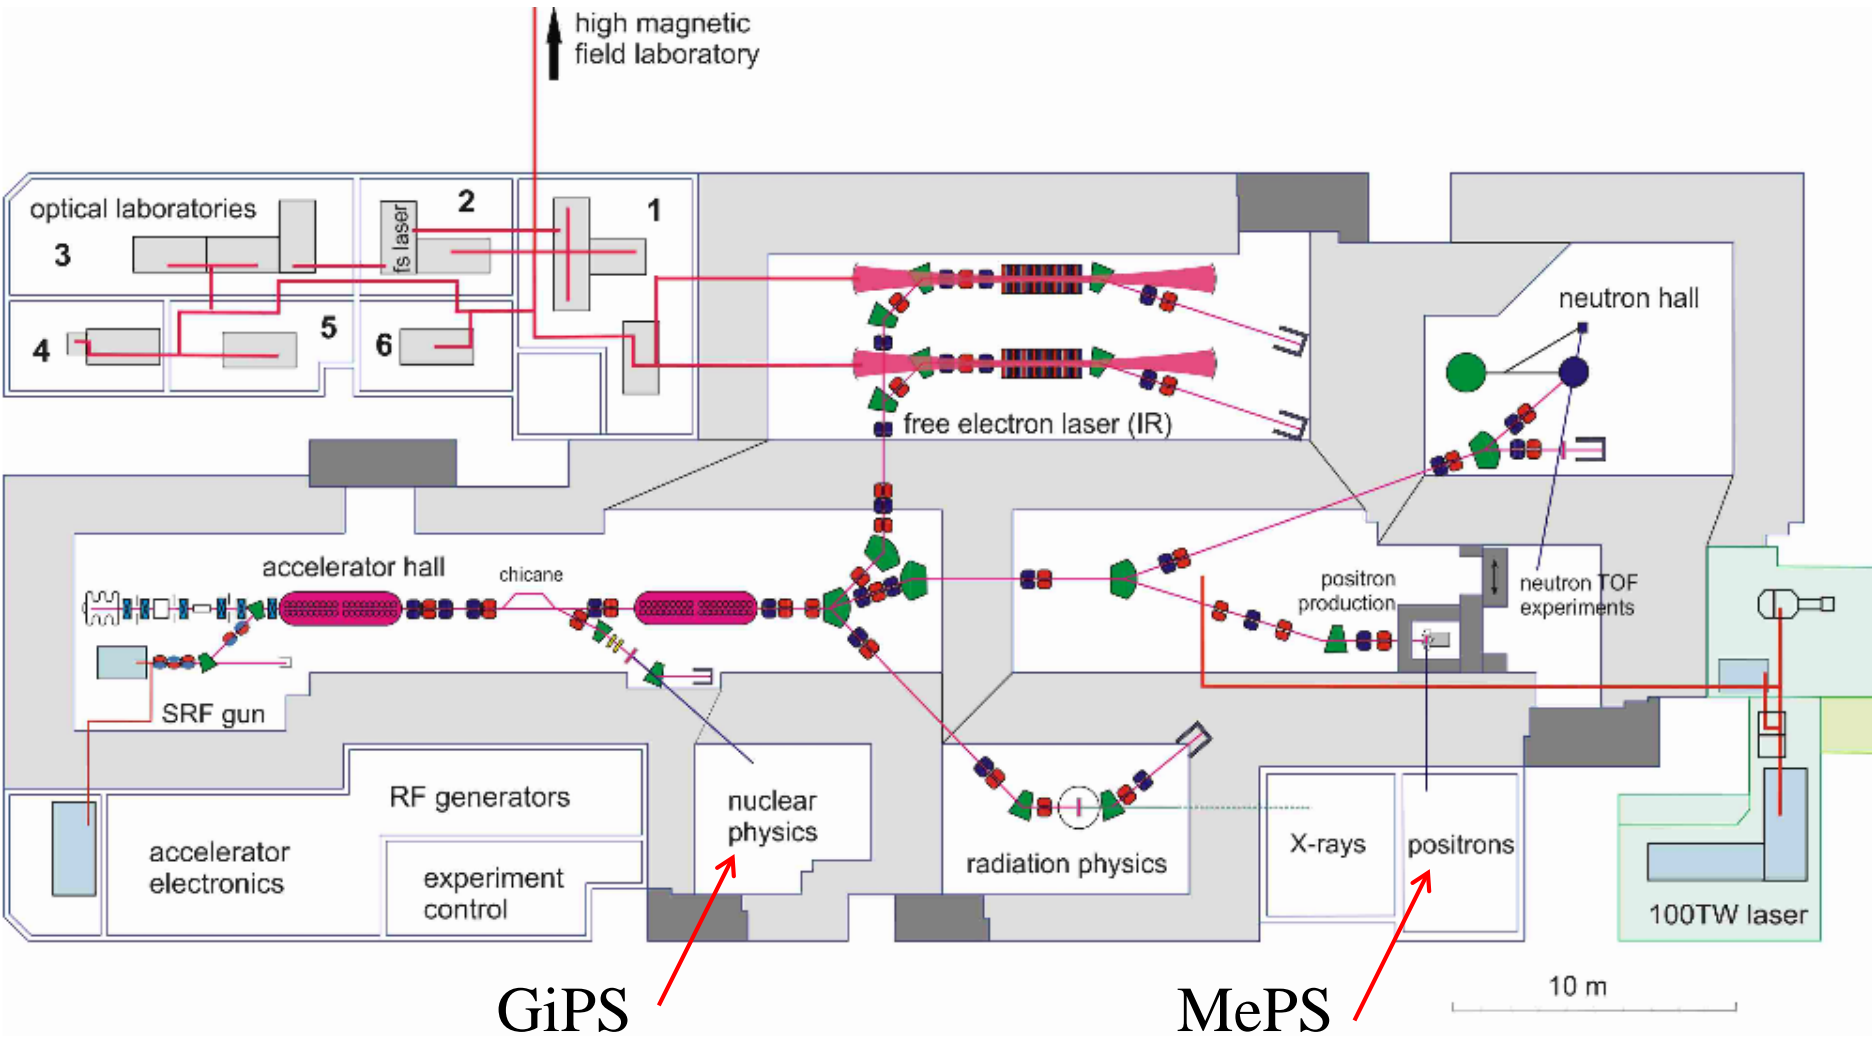 high magnetic
field laboratory
optical laboratories
3
fs laser
2
1
4
5
6
free electron laser (IR)
neutron hall
accelerator hall
chicane
positron
production
neutron TOF
experiments
SRF gun
RF generators
accelerator
electronics
experiment
control
nuclear
physics
radiation physics
X-rays
positrons
100TW laser
10 m
GiPS
MePS